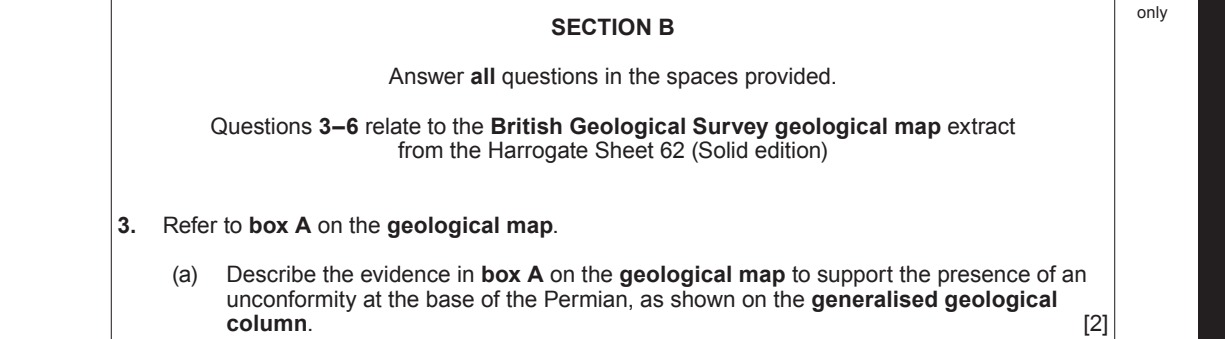 only
SECTION B
Answer all questions in the spaces provided.
Questions 3–6 relate to the British Geological Survey geological map extract
from the Harrogate Sheet 62 (Solid edition)
3. Refer to box A on the geological map.
(a) Describe the evidence in box A on the geological map to support the presence of an
unconformity at the base of the Permian, as shown on the generalised geological
column. [2]